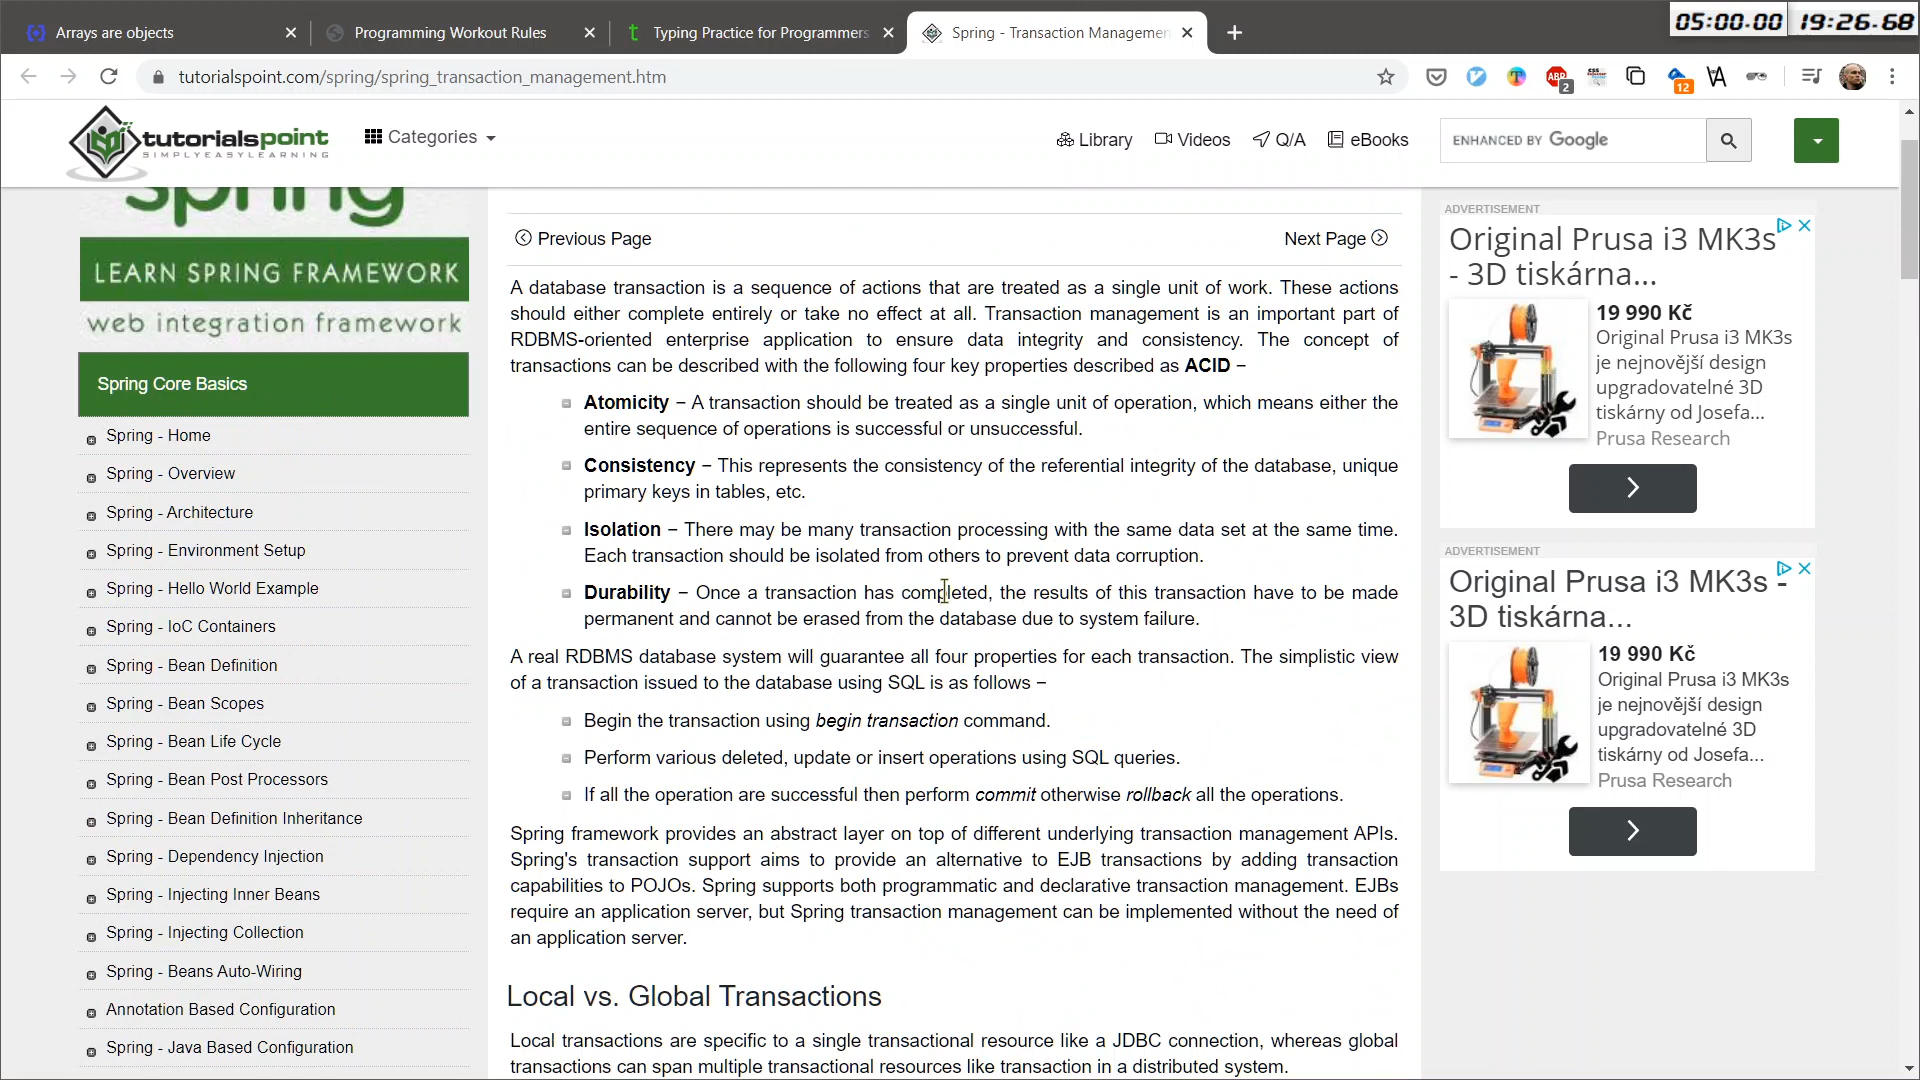 Arrays are objects
Programming Workout Rules
Typing Practice for Programmers
Spring - Transaction Managemen
05:00.00
19:26.68
tutorialspoint.com/spring/spring_transaction_management.htm
ABP
2
12
tutorialspoint
SIMPLYEASYLEARNING
Categories
Library
Videos
Q/A
eBooks
ENHANCED BY Google
spring
LEARN SPRING FRAMEWORK
web integration framework
Spring Core Basics
Spring - Home
Spring - Overview
Spring - Architecture
Spring - Environment Setup
Spring - Hello World Example
Spring - IoC Containers
Spring - Bean Definition
Spring - Bean Scopes
Spring - Bean Life Cycle
Spring - Bean Post Processors
Spring - Bean Definition Inheritance
Spring - Dependency Injection
Spring - Injecting Inner Beans
Spring - Injecting Collection
Spring - Beans Auto-Wiring
Annotation Based Configuration
Spring - Java Based Configuration
Previous Page
Next Page
A database transaction is a sequence of actions that are treated as a single unit of work. These actions
should either complete entirely or take no effect at all. Transaction management is an important part of
RDBMS-oriented enterprise application to ensure data integrity and consistency. The concept of
transactions can be described with the following four key properties described as ACID −
Atomicity − A transaction should be treated as a single unit of operation, which means either the
entire sequence of operations is successful or unsuccessful.
Consistency − This represents the consistency of the referential integrity of the database, unique
primary keys in tables, etc.
Isolation − There may be many transaction processing with the same data set at the same time.
Each transaction should be isolated from others to prevent data corruption.
Durability − Once a transaction has completed, the results of this transaction have to be made
permanent and cannot be erased from the database due to system failure.
A real RDBMS database system will guarantee all four properties for each transaction. The simplistic view
of a transaction issued to the database using SQL is as follows −
Begin the transaction using begin transaction command.
Perform various deleted, update or insert operations using SQL queries.
If all the operation are successful then perform commit otherwise rollback all the operations.
Spring framework provides an abstract layer on top of different underlying transaction management APIs.
Spring's transaction support aims to provide an alternative to EJB transactions by adding transaction
capabilities to POJOs. Spring supports both programmatic and declarative transaction management. EJBs
require an application server, but Spring transaction management can be implemented without the need of
an application server.
Local vs. Global Transactions
Local transactions are specific to a single transactional resource like a JDBC connection, whereas global
transactions can span multiple transactional resources like transaction in a distributed system.
ADVERTISEMENT
Original Prusa i3 MK3s
- 3D tiskárna...
19 990 Kč
Original Prusa i3 MK3s
je nejnovější design
upgradovatelné 3D
tiskárny od Josefa...
Prusa Research
ADVERTISEMENT
Original Prusa i3 MK3s -
3D tiskárna...
19 990 Kč
Original Prusa i3 MK3s
je nejnovější design
upgradovatelné 3D
tiskárny od Josefa...
Prusa Research